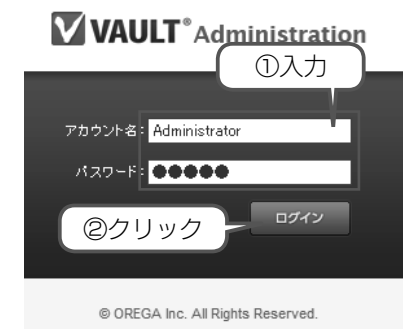 VAULT® Administration
①入力
アカウント名: Administrator
パスワード: ●●●●●
②クリック
ログイン
© OREGA Inc. All Rights Reserved.